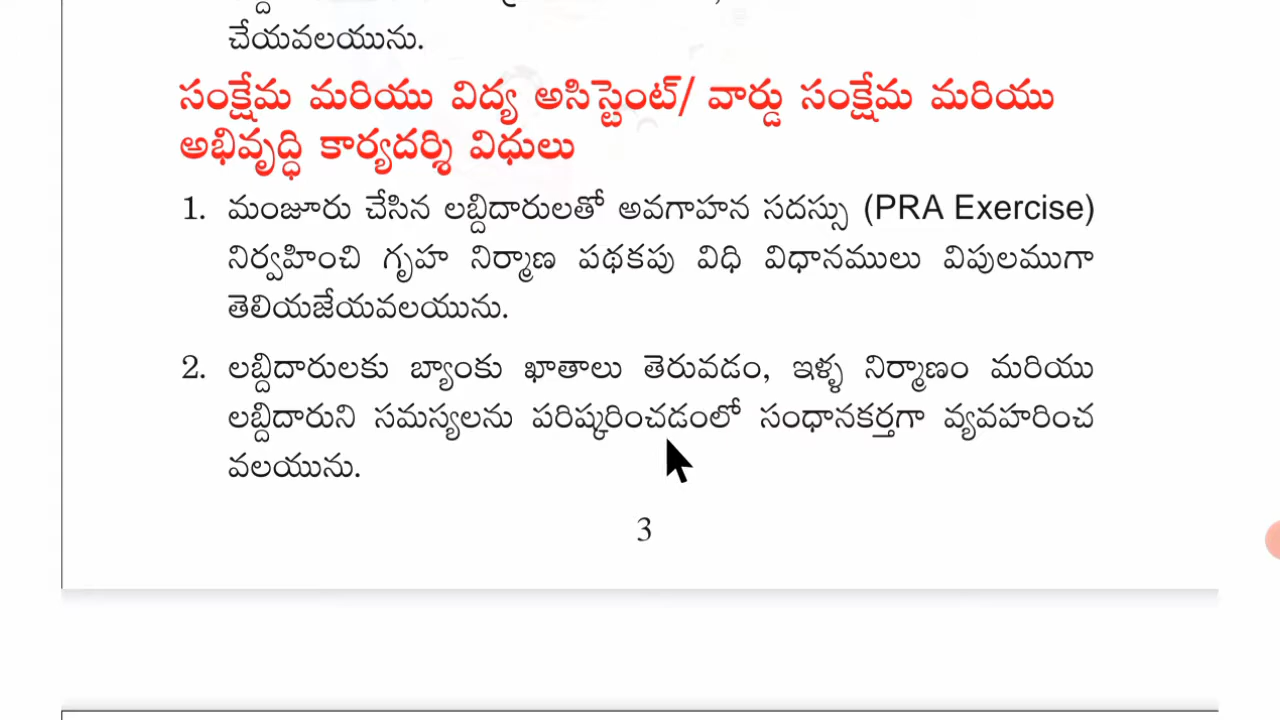 చేయవలయును.
సంక్షేమ మరియు విద్య అసిస్టెంట్/ వార్డు సంక్షేమ మరియు
అభివృద్ధి కార్యదర్శి విధులు
1. మంజూరు చేసిన లబ్దిదారులతో అవగాహన సదస్సు (PRA Exercise)
నిర్వహించి గృహ నిర్మాణ పథకపు విధి విధానములు విపులముగా
తెలియజేయవలయును.
2. లబ్దిదారులకు బ్యాంకు ఖాతాలు తెరువడం, ఇళ్ళ నిర్మాణం మరియు
లబ్దిదారుని సమస్యలను పరిష్కరించడంలో సంధానకర్తగా వ్యవహరించ
వలయును.
3